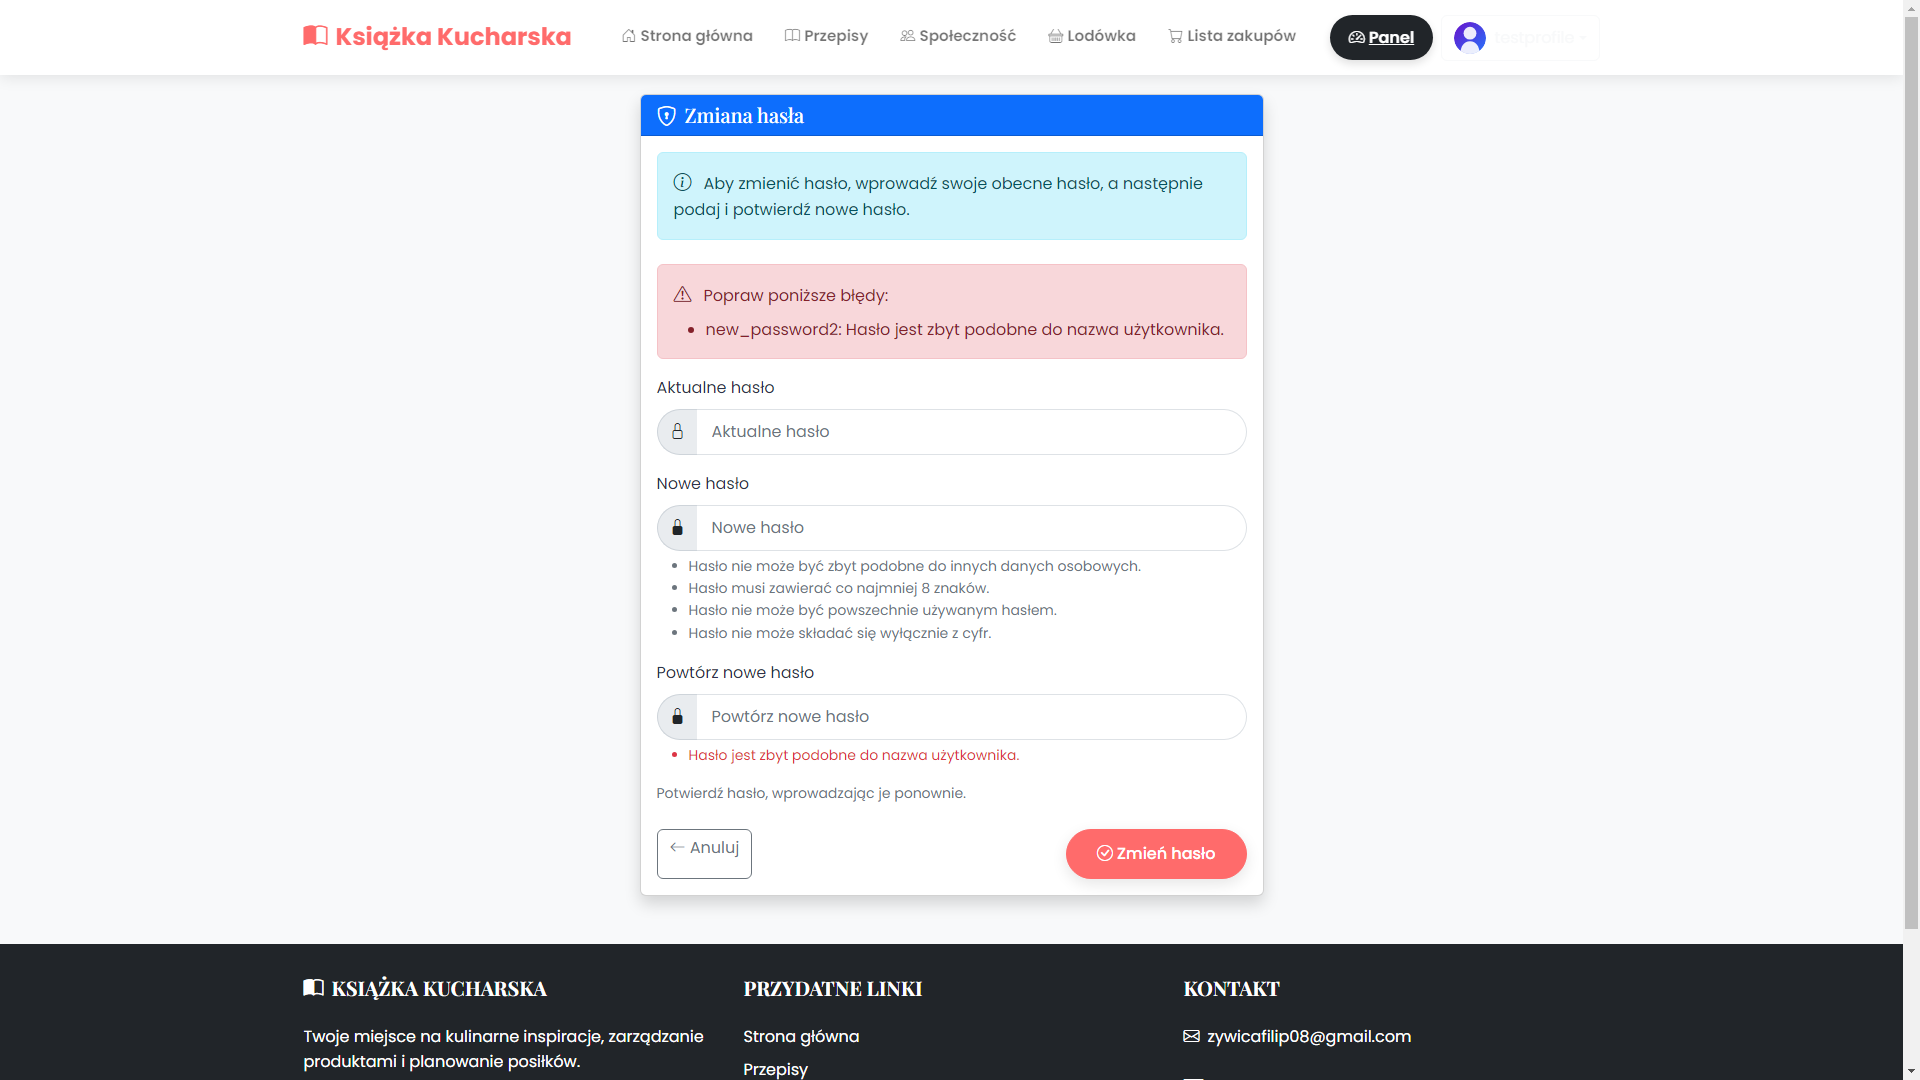 Książka Kucharska
Strona główna
Przepisy
Społeczność
Lodówka
Lista zakupów
Panel
testprofile
Zmiana hasła
Aby zmienić hasło, wprowadź swoje obecne hasło, a następnie
podaj i potwierdź nowe hasło.
Popraw poniższe błędy:
• new_password2: Hasło jest zbyt podobne do nazwa użytkownika.
Aktualne hasło
Aktualne hasło
Nowe hasło
Nowe hasło
• Hasło nie może być zbyt podobne do innych danych osobowych.
• Hasło musi zawierać co najmniej 8 znaków.
• Hasło nie może być powszechnie używanym hasłem.
• Hasło nie może składać się wyłącznie z cyfr.
Powtórz nowe hasło
Powtórz nowe hasło
• Hasło jest zbyt podobne do nazwa użytkownika.
Potwierdź hasło, wprowadzając je ponownie.
Anuluj
Zmień hasło
KSIĄŻKA KUCHARSKA
Twoje miejsce na kulinarne inspiracje, zarządzanie
produktami i planowanie posiłków.
PRZYDATNE LINKI
Strona główna
Przepisy
KONTAKT
zywicafilip08@gmail.com